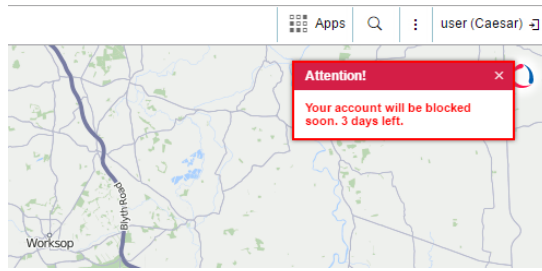 Apps
user (Caesar)
Attention!
Your account will be blocked
soon. 3 days left.
Blyth Road
Worksop